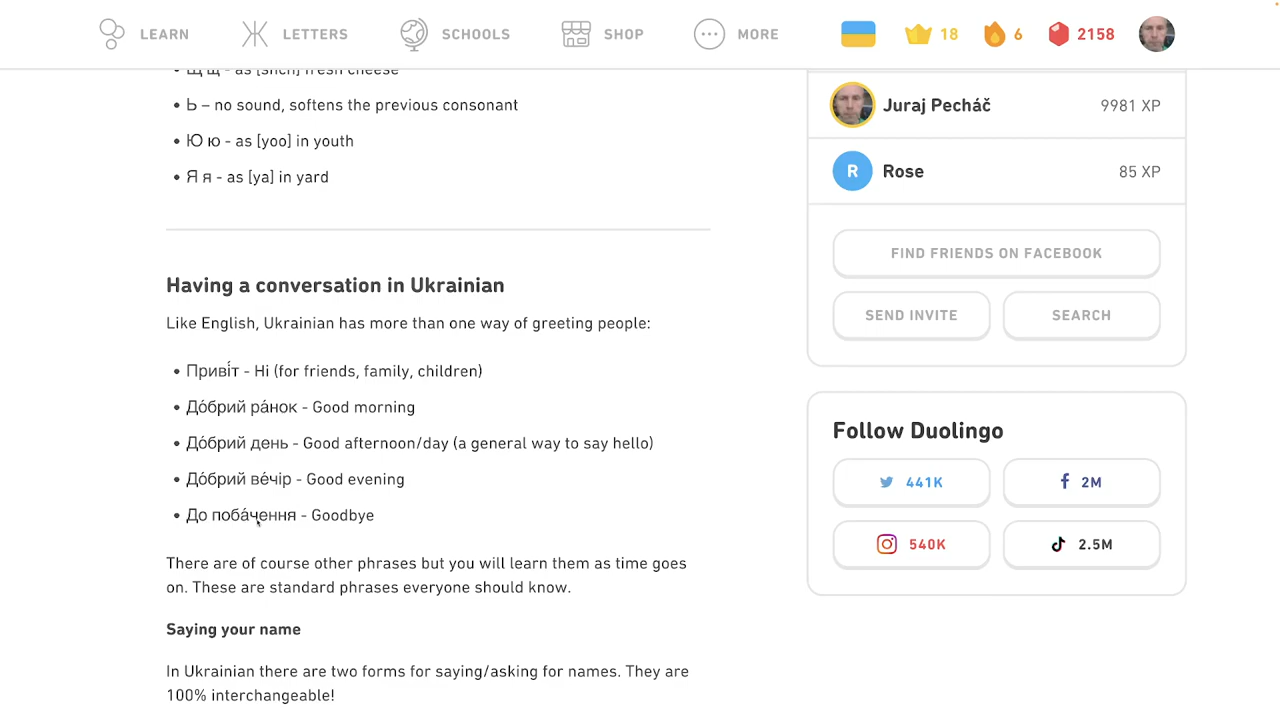 LEARN
LETTERS
SCHOOLS
SHOP
MORE
18
6
2158
Щ щ - as [shch] fresh cheese
• Ь – no sound, softens the previous consonant
• Ю ю - as [yoo] in youth
• Я я - as [ya] in yard
Having a conversation in Ukrainian
Like English, Ukrainian has more than one way of greeting people:
• Приві́т - Hi (for friends, family, children)
• До́брий ра́нок - Good morning
• До́брий день - Good afternoon/day (a general way to say hello)
• До́брий ве́чір - Good evening
• До поба́чення - Goodbye
There are of course other phrases but you will learn them as time goes
on. These are standard phrases everyone should know.
Saying your name
In Ukrainian there are two forms for saying/asking for names. They are
100% interchangeable!
Juraj Pecháč 9981 XP
R Rose 85 XP
FIND FRIENDS ON FACEBOOK
SEND INVITE
SEARCH
Follow Duolingo
441K
2M
540K
2.5M